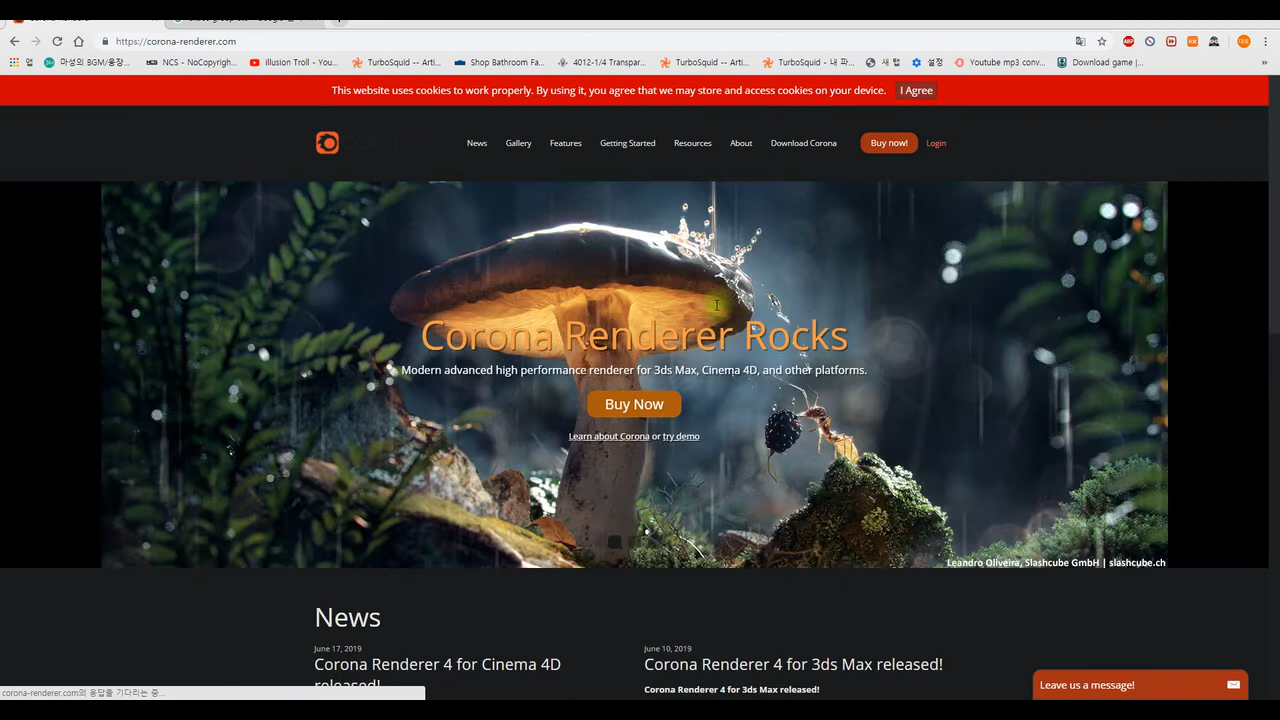 https://corona-renderer.com
앱
마성의 BGM/웅장...
NCS - NoCopyrigh...
illusion Troll - You...
TurboSquid -- Arti...
Shop Bathroom Fa...
4012-1/4 Transpar...
TurboSquid -- Arti...
TurboSquid - 내 파...
새 탭
설정
Youtube mp3 conv...
Download game |...
This website uses cookies to work properly. By using it, you agree that we may store and access cookies on your device.
I Agree
News
Gallery
Features
Getting Started
Resources
About
Download Corona
Buy now!
Login
Corona Renderer Rocks
Modern advanced high performance renderer for 3ds Max, Cinema 4D, and other platforms.
Buy Now
Learn about Corona or try demo
Leandro Oliveira, Slashcube GmbH | slashcube.ch
News
June 17, 2019
Corona Renderer 4 for Cinema 4D
released!
June 10, 2019
Corona Renderer 4 for 3ds Max released!
Corona Renderer 4 for 3ds Max released!
Leave us a message!
corona-renderer.com의 응답을 기다리는 중...